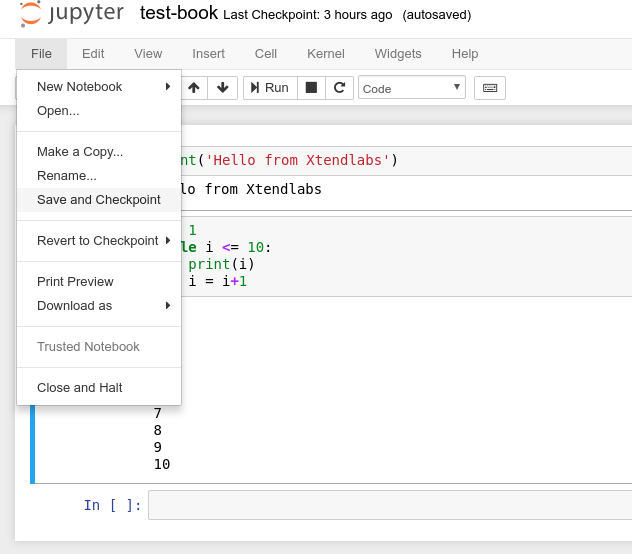 jupyter test-book Last Checkpoint: 3 hours ago (autosaved)
File Edit View Insert Cell Kernel Widgets Help
Run Code
New Notebook
Open...
Make a Copy...
Rename...
Save and Checkpoint
Revert to Checkpoint
Print Preview
Download as
Trusted Notebook
Close and Halt
nt('Hello from Xtendlabs')
lo from Xtendlabs
1
le i <= 10:
print(i)
i = i+1
7
8
9
10
In [ ]: